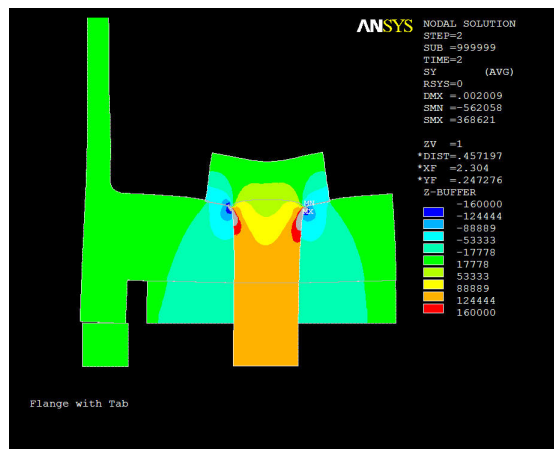 ANSYS
NODAL SOLUTION
STEP=2
SUB =999999
TIME=2
SY (AVG)
RSYS=0
DMX =.002009
SMN =-562058
SMX =368621
ZV =1
*DIST=.457197
*XF =2.304
*YF =.247276
Z-BUFFER
-160000
-124444
-88889
-53333
-17778
17778
53333
88889
124444
160000
Flange with Tab